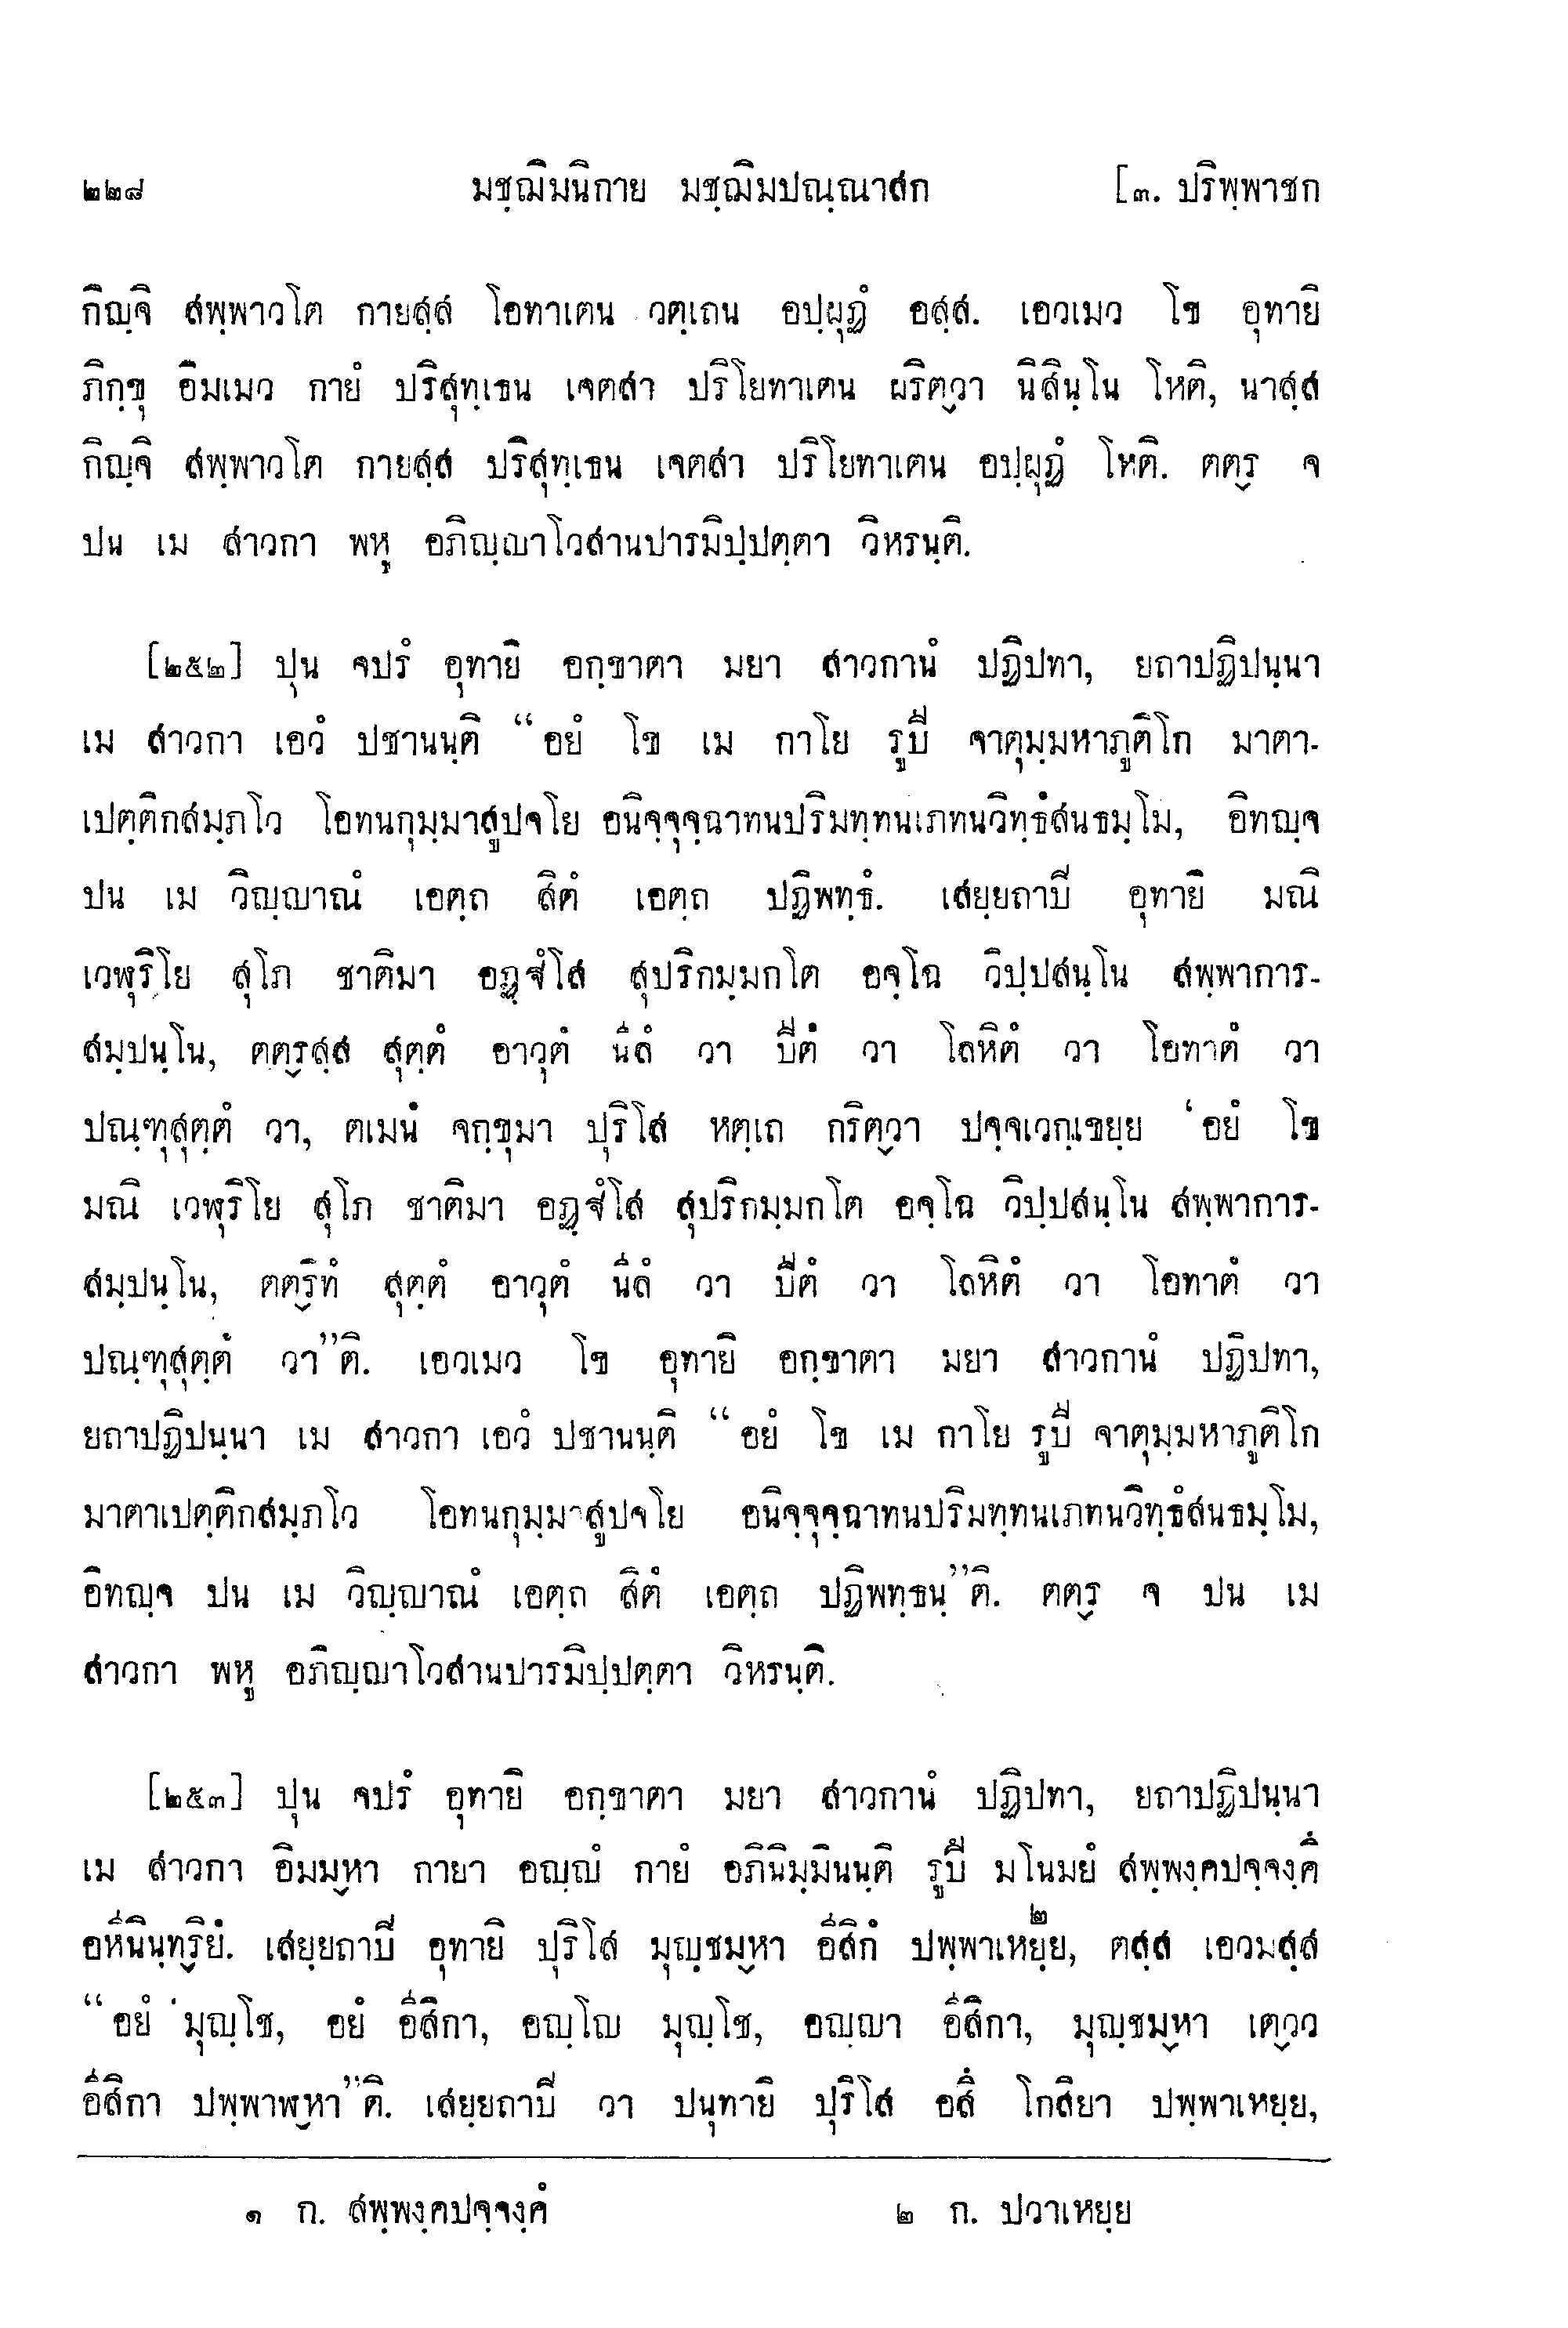 ๒๒๘ มชฺฌิมนิกาย มชฺฌิมปณฺณาสก [๓. ปริพฺพาชก
กิญฺจิ สพฺพาวโต กายสฺส โอทาเตน วตฺเถน อปฺผุฏํ อสฺส. เอวเมว โข อุทายิ
ภิกฺขุ อิมเมว กายํ ปริสุทฺเธน เจตสา ปริโยทาเตน ผริตฺวา นิสินฺโน โหติ, นาสฺส
กิญฺจิ สพฺพาวโต กายสฺส ปริสุทฺเธน เจตสา ปริโยทาเตน อปฺผุฏํ โหติ. ตตฺร จ
ปน เม สาวกา พหู อภิญฺญาโวสานปารมิปฺปตฺตา วิหรนฺติ.
[๒๕๒] ปุน จปรํ อุทายิ อกฺขาตา มยา สาวกานํ ปฏิปทา, ยถาปฏิปนฺนา
เม สาวกา เอวํ ปชานนฺติ “อยํ โข เม กาโย รูปี จาตุมฺมหาภูติโก มาตา-
เปตฺติกสมฺภโว โอทนกุมฺมาสูปจโย อนิจฺจุจฺฉาทนปริมทฺทนเภทนวิทฺธํสนธมฺโม, อิทญฺจ
ปน เม วิญฺญาณํ เอตฺถ สิตํ เอตฺถ ปฏิพทฺธํ. เสยฺยถาปี อุทายิ มณิ
เวฬุริโย สุโภ ชาติมา อฏฺฐํโส สุปริกมฺมกโต อจฺโฉ วิปฺปสนฺโน สพฺพาการ-
สมฺปนฺโน, ตตฺรสฺส สุตฺตํ อาวุตํ นีลํ วา ปีตํ วา โลหิตํ วา โอทาตํ วา
ปณฺฑุสุตฺตํ วา, ตเมนํ จกฺขุมา ปุริโส หตฺเถ กริตฺวา ปจฺจเวกฺเขยฺย ‘อยํ โข
มณิ เวฬุริโย สุโภ ชาติมา อฏฺฐํโส สุปริกมฺมกโต อจฺโฉ วิปฺปสนฺโน สพฺพาการ-
สมฺปนฺโน, ตตฺริทํ สุตฺตํ อาวุตํ นีลํ วา ปีตํ วา โลหิตํ วา โอทาตํ วา
ปณฺฑุสุตฺตํ วา”ติ. เอวเมว โข อุทายิ อกฺขาตา มยา สาวกานํ ปฏิปทา,
ยถาปฏิปนฺนา เม สาวกา เอวํ ปชานนฺติ “อยํ โข เม กาโย รูปี จาตุมฺมหาภูติโก
มาตาเปตฺติกสมฺภโว โอทนกุมฺมาสูปจโย อนิจฺจุจฺฉาทนปริมทฺทนเภทนวิทฺธํสนธมฺโม,
อิทญฺจ ปน เม วิญฺญาณํ เอตฺถ สิตํ เอตฺถ ปฏิพทฺธนฺ”ติ. ตตฺร จ ปน เม
สาวกา พหู อภิญฺญาโวสานปารมิปฺปตฺตา วิหรนฺติ.
[๒๕๓] ปุน จปรํ อุทายิ อกฺขาตา มยา สาวกานํ ปฏิปทา, ยถาปฏิปนฺนา
เม สาวกา อิมมฺหา กายา อญฺญํ กายํ อภินิมฺมินนฺติ รูปี มโนมยํ สพฺพงฺคปจฺจงฺคึ
อหีนินฺทฺริยํ. เสยฺยถาปี อุทายิ ปุริโส มุญฺชมฺหา อีสิกํ ปพฺพาเหยฺย๒, ตสฺส เอวมสฺส
“อยํ มุญฺโช, อยํ อีสิกา, อญฺโญ มุญฺโช, อญฺญา อีสิกา, มุญฺชมฺหา เตฺวว
อีสิกา ปพฺพาฬฺหา”ติ. เสยฺยถาปี วา ปนุทายิ ปุริโส อสึ โกสิยา ปพฺพาเหยฺย,
๑ ก. สพฺพงฺคปจฺจงฺคํ ๒ ก. ปวาเหยฺย